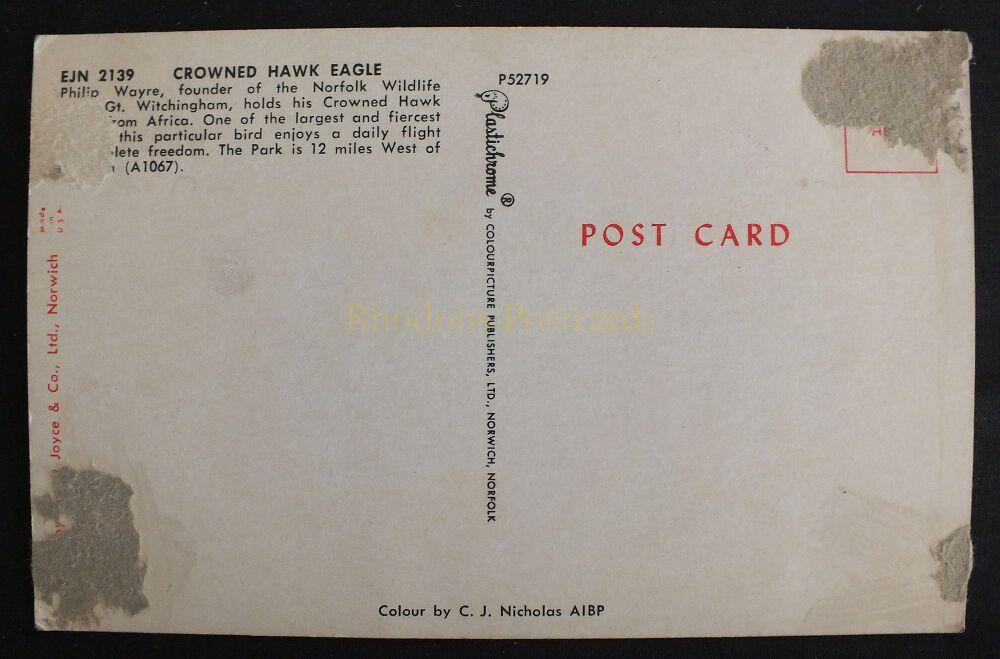 EJN 2139 CROWNED HAWK EAGLE
Philip Wayre, founder of the Norfolk Wildlife
Gt. Witchingham, holds his Crowned Hawk
from Africa. One of the largest and fiercest
this particular bird enjoys a daily flight
lete freedom. The Park is 12 miles West of
(A1067).
Made
in
USA
Joyce & Co., Ltd., Norwich
P52719
Plastichrome ® by COLOURPICTURE PUBLISHERS, LTD., NORWICH, NORFOLK
POST CARD
Rhodons Postcards
Colour by C. J. Nicholas AIBP